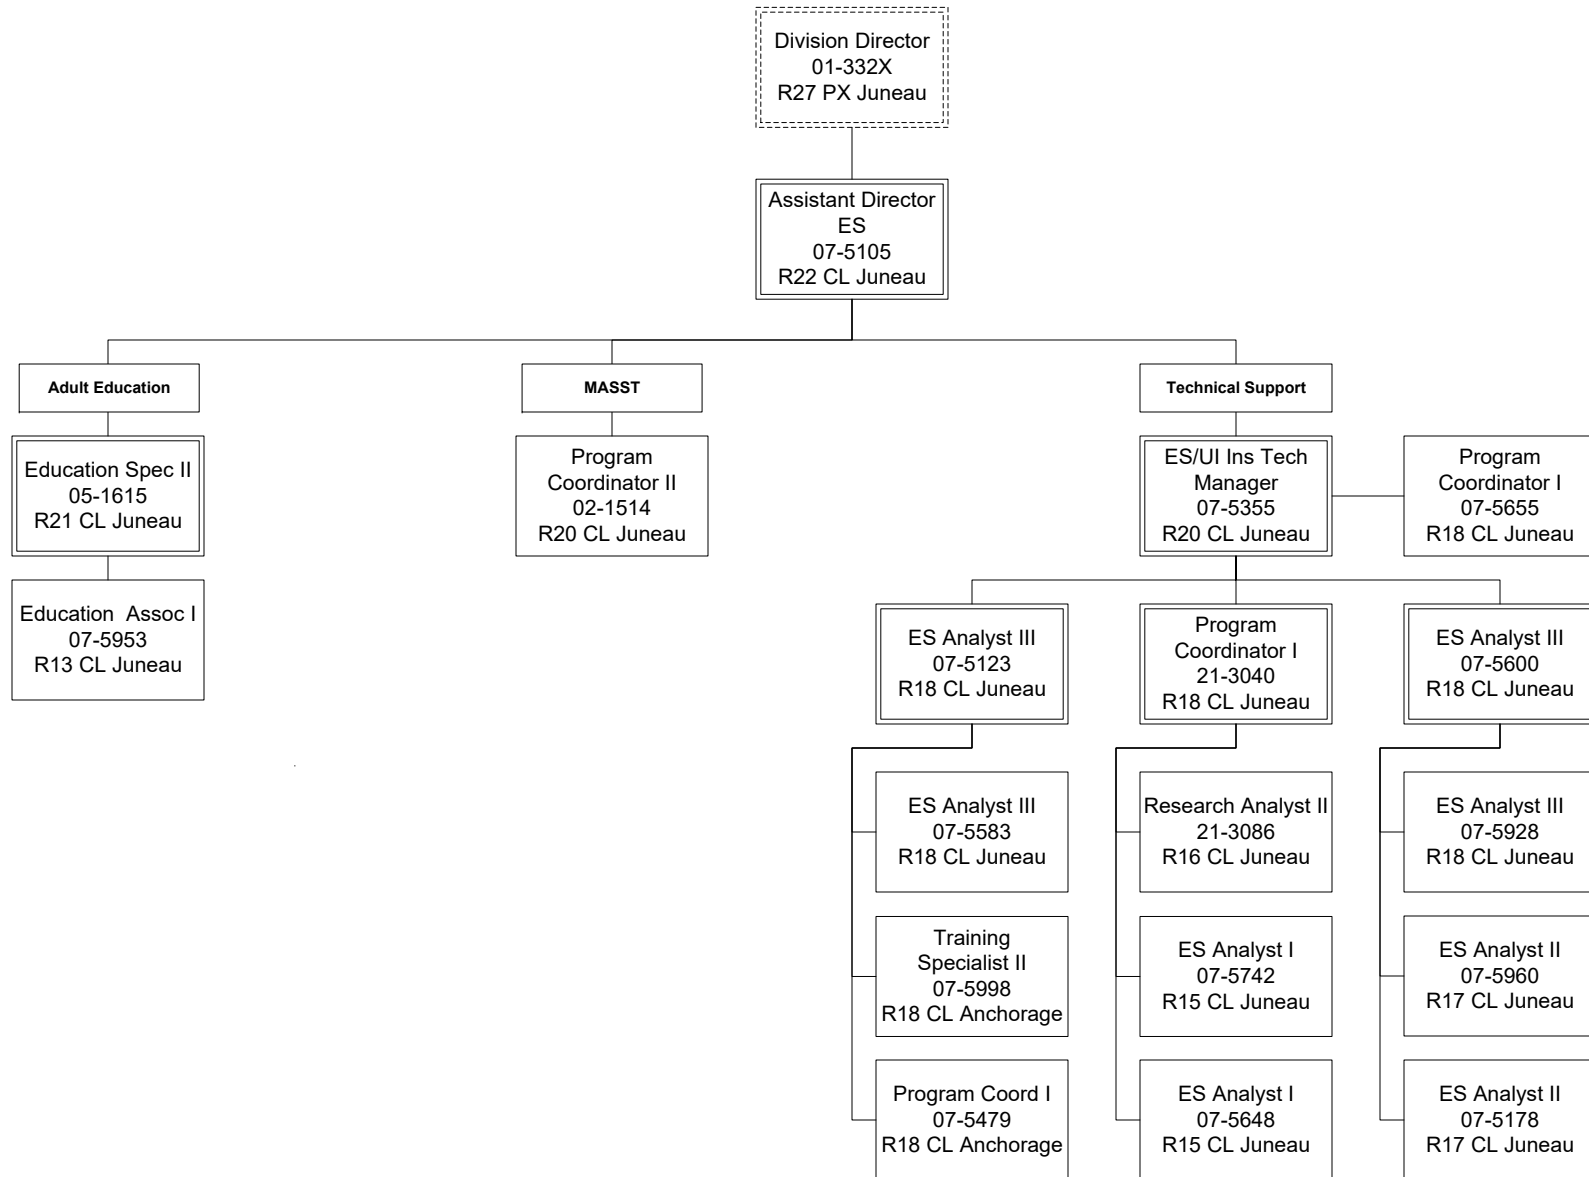 Division Director
01-332X
R27 PX Juneau
Assistant Director
ES
07-5105
R22 CL Juneau
Adult Education
MASST
Technical Support
Education Spec II
05-1615
R21 CL Juneau
Program
Coordinator II
02-1514
R20 CL Juneau
ES/UI Ins Tech
Manager
07-5355
R20 CL Juneau
Program
Coordinator I
07-5655
R18 CL Juneau
Education  Assoc I
07-5953
R13 CL Juneau
ES Analyst III
07-5123
R18 CL Juneau
Program
Coordinator I
21-3040
R18 CL Juneau
ES Analyst III
07-5600
R18 CL Juneau
ES Analyst III
07-5583
R18 CL Juneau
Research Analyst II
21-3086
R16 CL Juneau
ES Analyst III
07-5928
R18 CL Juneau
Training
Specialist II
07-5998
R18 CL Anchorage
ES Analyst I
07-5742
R15 CL Juneau
ES Analyst II
07-5960
R17 CL Juneau
Program Coord I
07-5479
R18 CL Anchorage
ES Analyst I
07-5648
R15 CL Juneau
ES Analyst II
07-5178
R17 CL Juneau